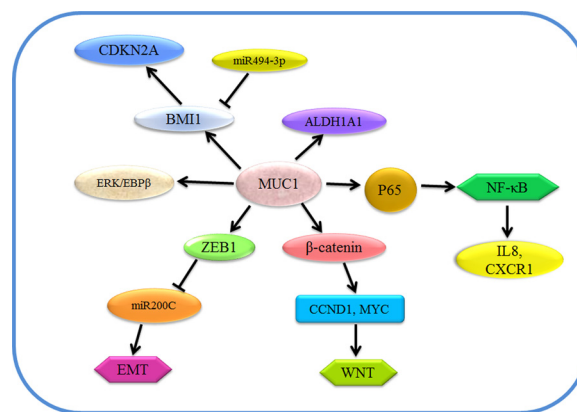 CDKN2A
miR494-3p
BMI1
ALDH1A1
ERK/EBPβ
MUC1
P65
NF-κB
ZEB1
β-catenin
IL8,
CXCR1
miR200C
CCND1, MYC
EMT
WNT